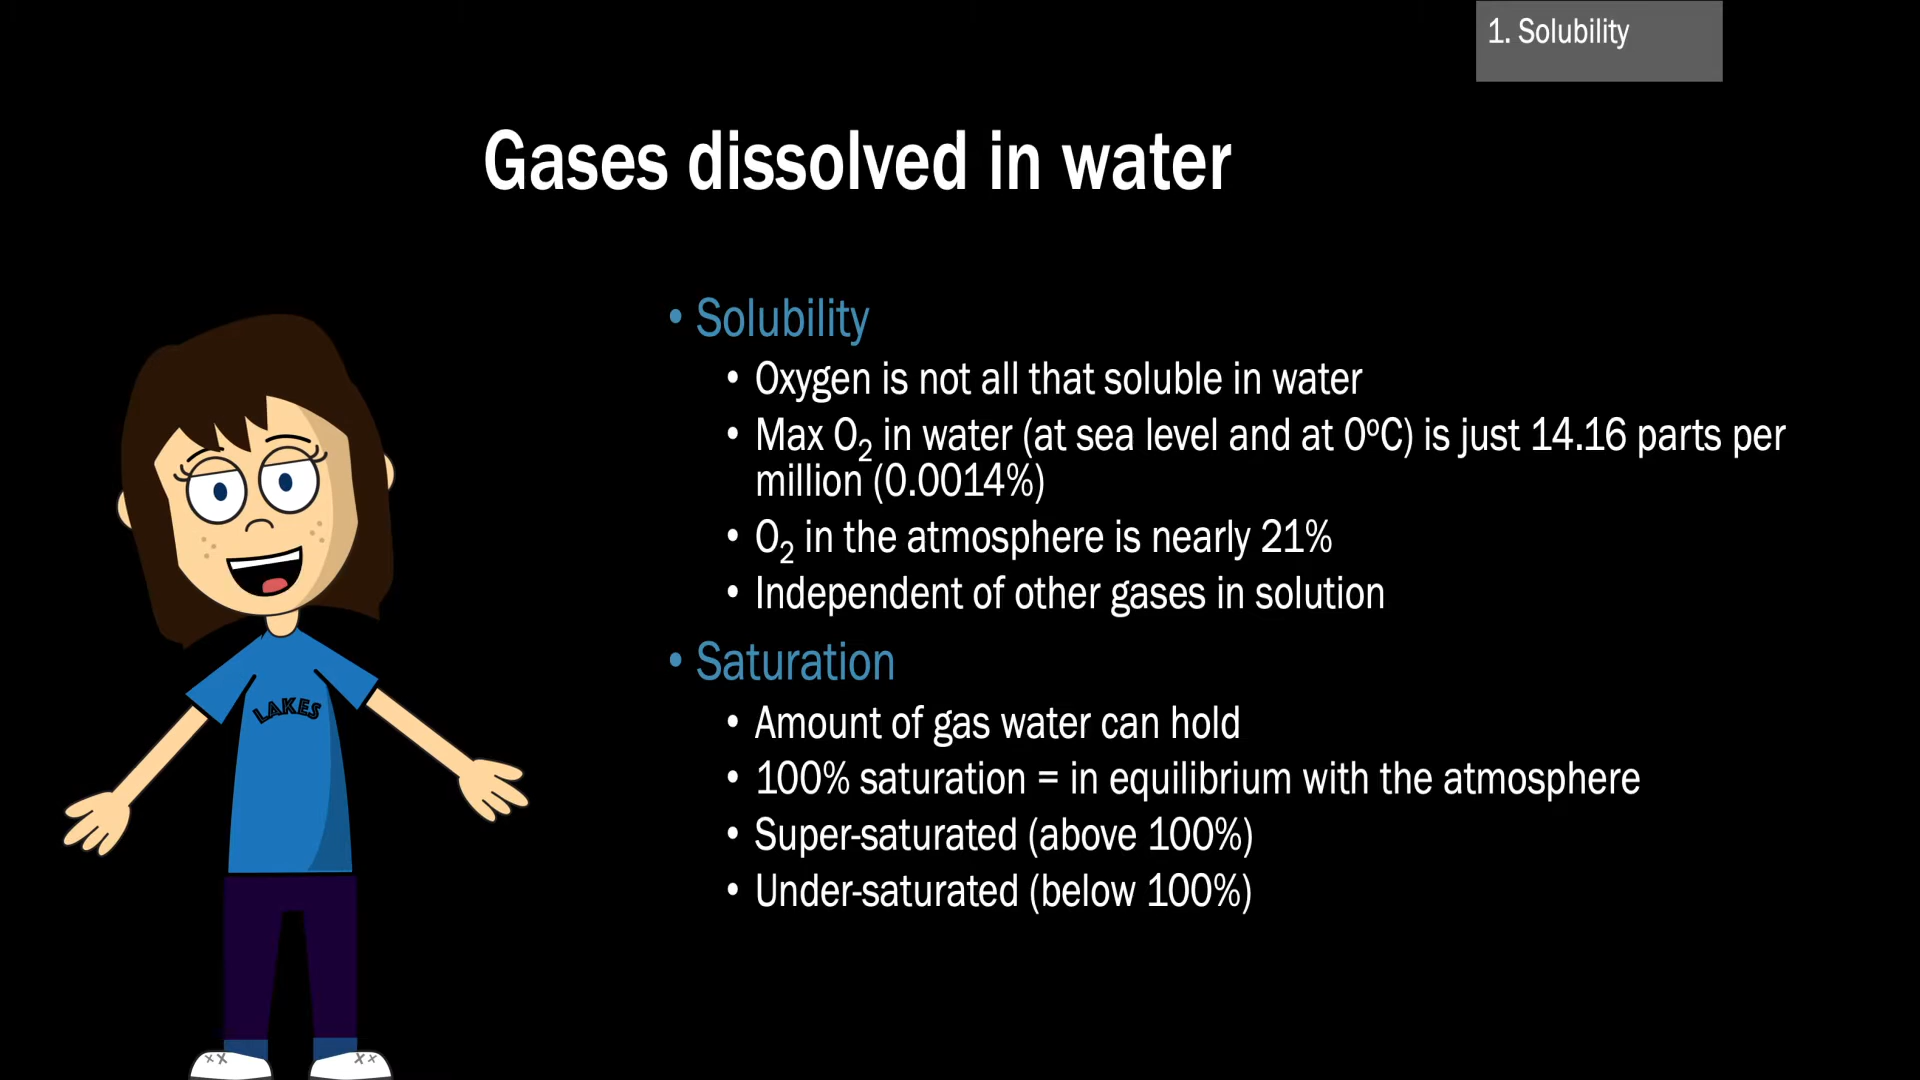 1. Solubility
Gases dissolved in water
• Solubility
• Oxygen is not all that soluble in water
• Max O₂ in water (at sea level and at 0ºC) is just 14.16 parts per
million (0.0014%)
• O₂ in the atmosphere is nearly 21%
• Independent of other gases in solution
• Saturation
• Amount of gas water can hold
• 100% saturation = in equilibrium with the atmosphere
• Super-saturated (above 100%)
• Under-saturated (below 100%)
LAKES